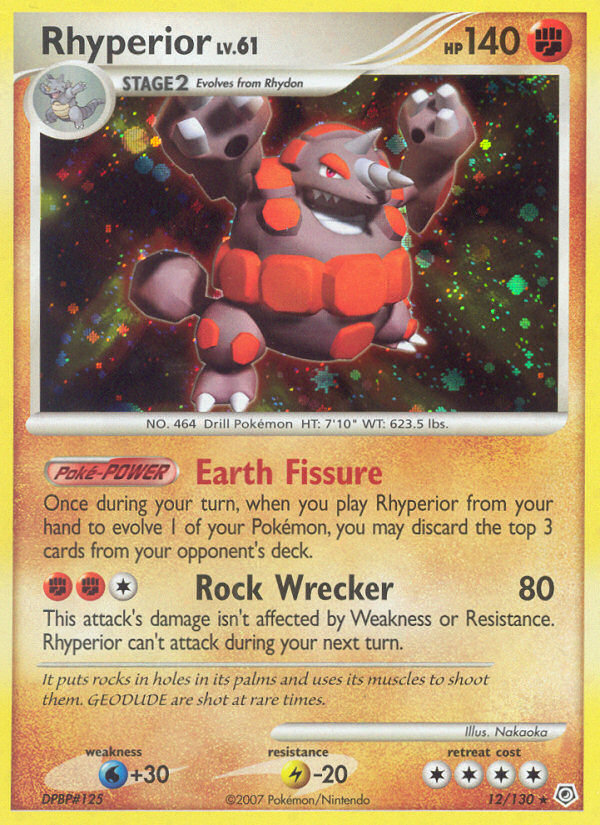 Rhyperior LV.61
HP 140
STAGE2 Evolves from Rhydon
NO. 464 Drill Pokémon HT: 7'10" WT: 623.5 lbs.
Poké-POWER Earth Fissure
Once during your turn, when you play Rhyperior from your
hand to evolve 1 of your Pokémon, you may discard the top 3
cards from your opponent's deck.
Rock Wrecker 80
This attack's damage isn't affected by Weakness or Resistance.
Rhyperior can't attack during your next turn.
It puts rocks in holes in its palms and uses its muscles to shoot
them. GEODUDE are shot at rare times.
Illus. Nakaoka
weakness resistance retreat cost
+30 -20
DPBP#125 ©2007 Pokémon/Nintendo 12/130 ★